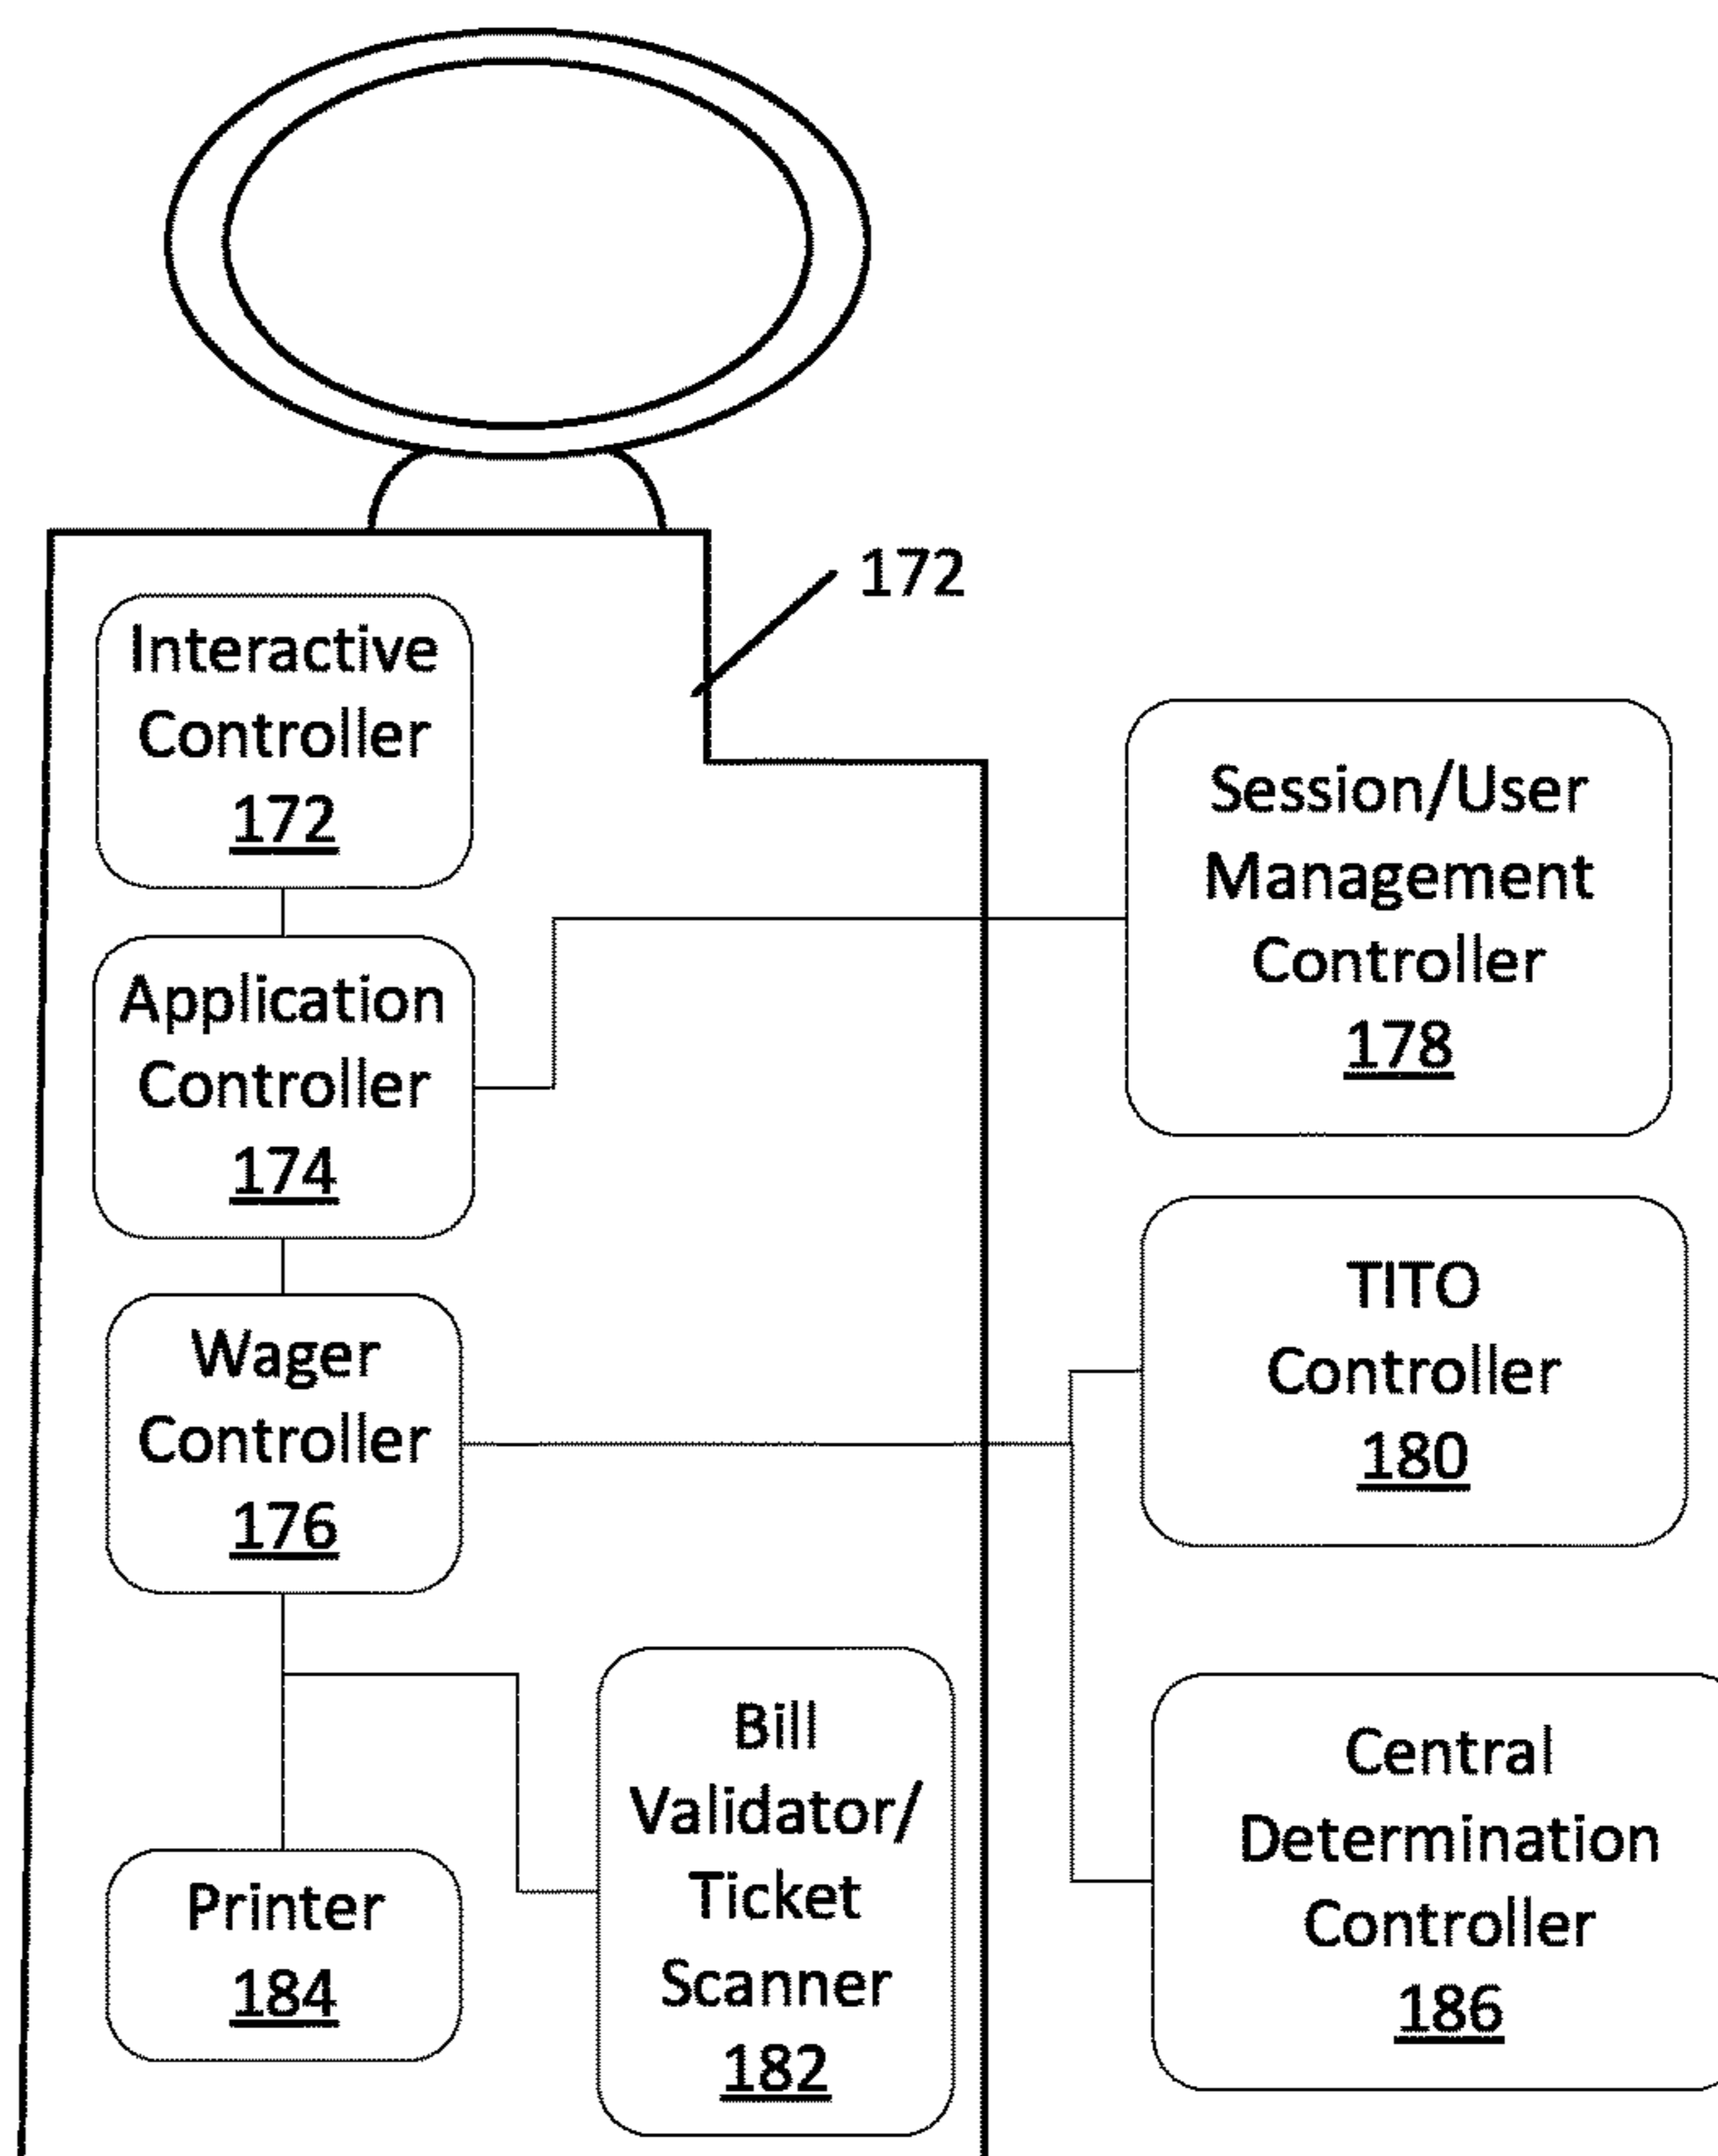 172
Interactive
Controller
172
Application
Controller
174
Wager
Controller
176
Printer
184
Bill
Validator/
Ticket
Scanner
182
Session/User
Management
Controller
178
TITO
Controller
180
Central
Determination
Controller
186